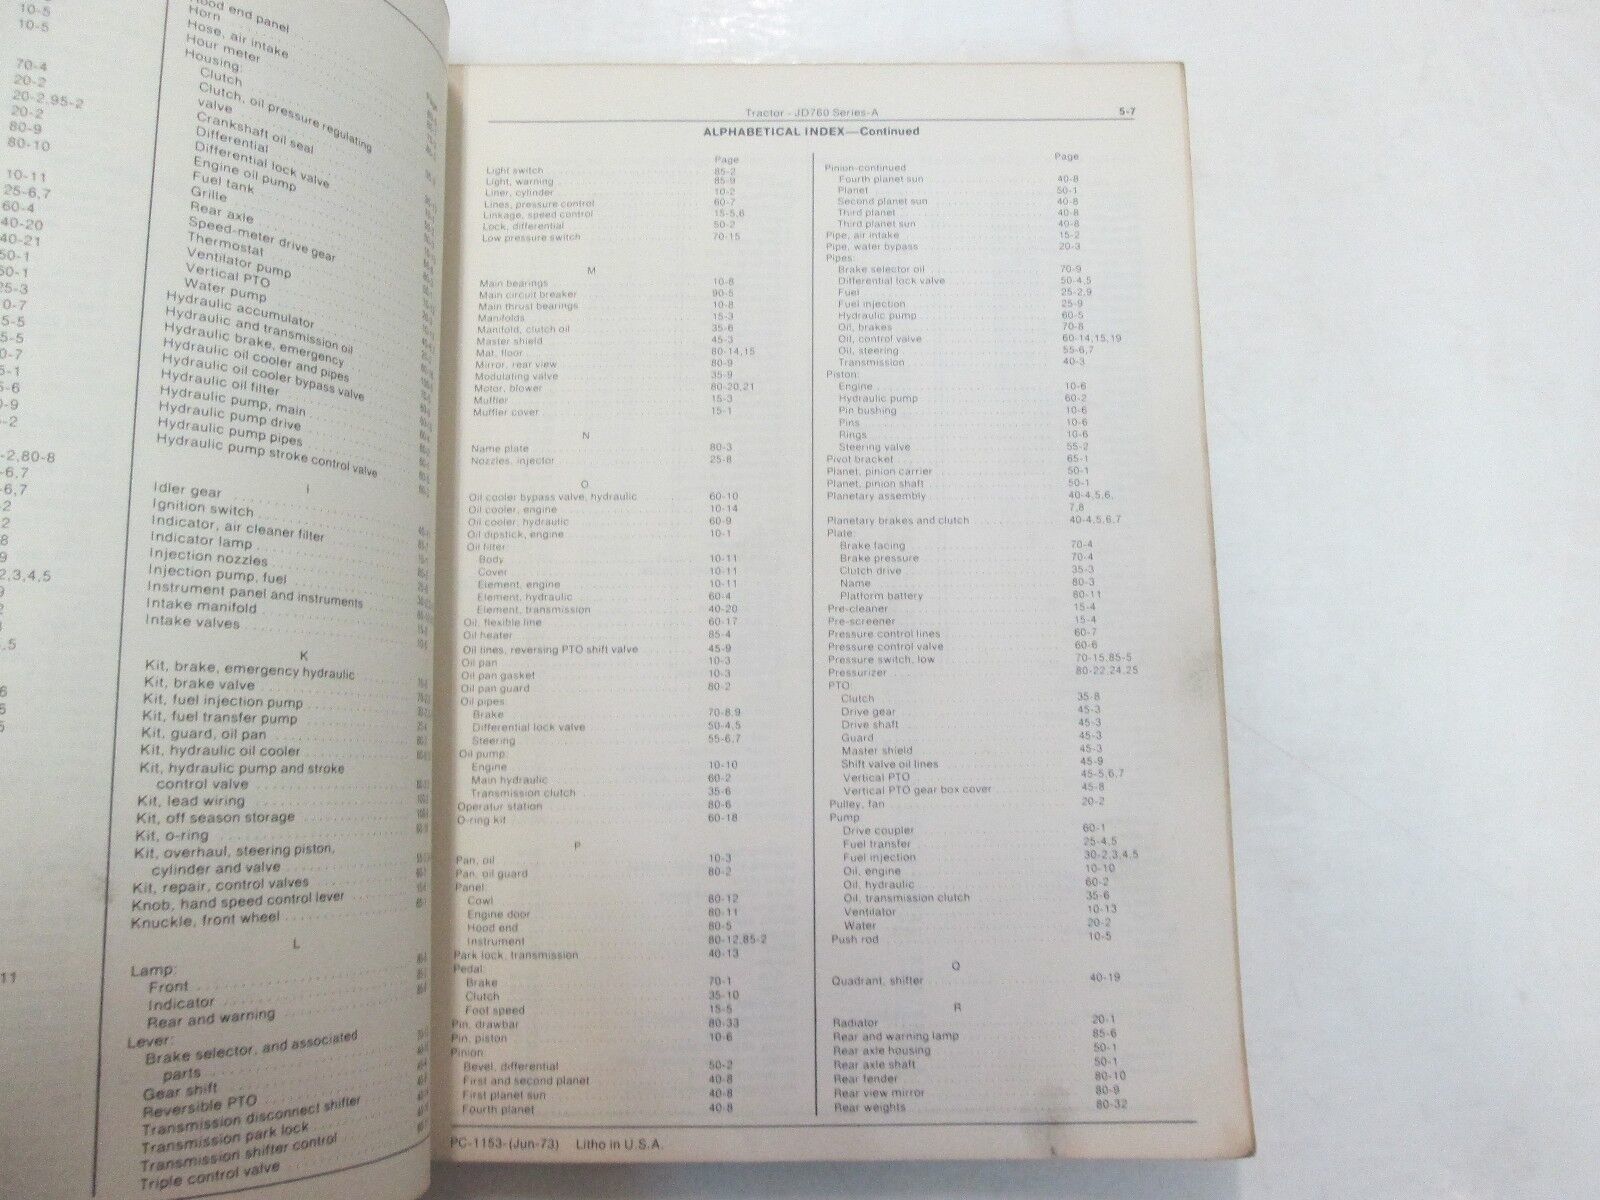 10-5
10-5
70-4
20-2
20-2,95-2
20-2
80-9
80-10
10-11
25-6,7
60-4
40-20
40-21
50-1
50-1
25-3
Hood end panel
Horn
Hose, air intake
Hour meter
Housing:
Clutch
Clutch, oil pressure regulating
valve
Crankshaft oil seal
Differential
Differential lock valve
Engine oil pump
Fuel tank
Grille
Rear axle
Speed-meter drive gear
Thermostat
Ventilator pump
Vertical PTO
Water pump
Hydraulic accumulator
Hydraulic and transmission oil
Hydraulic brake, emergency
Hydraulic oil cooler and pipes
Hydraulic oil cooler bypass valve
Hydraulic oil filter
Hydraulic pump, main
Hydraulic pump drive
Hydraulic pump pipes
Hydraulic pump stroke control valve
I
Idler gear
Ignition switch
Indicator, air cleaner filter
Indicator lamp
Injection nozzles
Injection pump, fuel
Instrument panel and instruments
Intake manifold
Intake valves
K
Kit, brake, emergency hydraulic
Kit, brake valve
Kit, fuel injection pump
Kit, fuel transfer pump
Kit, guard, oil pan
Kit, hydraulic oil cooler
Kit, hydraulic pump and stroke
control valve
Kit, lead wiring
Kit, off season storage
Kit, o-ring
Kit, overhaul, steering piston,
cylinder and valve
Kit, repair, control valves
Knob, hand speed control lever
Knuckle, front wheel
L
Lamp:
Front
Indicator
Rear and warning
Lever:
Brake selector, and associated
parts
Gear shift
Reversible PTO
Transmission disconnect shifter
Transmission park lock
Transmission shifter control
Triple control valve
Tractor - JD760 Series-A 5-7
ALPHABETICAL INDEX—Continued
Page
Light switch 85-2
Light, warning 85-9
Liner, cylinder 10-2
Lines, pressure control 60-7
Linkage, speed control 15-5,6
Lock, differential 50-2
Low pressure switch 70-15
M
Main bearings 10-8
Main circuit breaker 90-5
Main thrust bearings 10-8
Manifolds 15-3
Manifold, clutch oil 35-6
Master shield 45-3
Mat, floor 80-14,15
Mirror, rear view 80-9
Modulating valve 35-9
Motor, blower 80-20,21
Muffler 15-3
Muffler cover 15-1
N
Name plate 80-3
Nozzles, injector 25-8
O
Oil cooler bypass valve, hydraulic 60-10
Oil cooler, engine 10-14
Oil cooler, hydraulic 60-9
Oil dipstick, engine 10-1
Oil filter
Body 10-11
Cover 10-11
Element, engine 10-11
Element, hydraulic 60-4
Element, transmission 40-20
Oil, flexible line 60-17
Oil heater 85-4
Oil lines, reversing PTO shift valve 45-9
Oil pan 10-3
Oil pan gasket 10-3
Oil pan guard 80-2
Oil pipes
Brake 70-8,9
Differential lock valve 50-4,5
Steering 55-6,7
Oil pump:
Engine 10-10
Main hydraulic 60-2
Transmission clutch 35-6
Operator station 80-6
O-ring kit 60-18
P
Pan, oil 10-3
Pan, oil guard 80-2
Panel:
Cowl 80-12
Engine door 80-11
Hood end 80-5
Instrument 80-12,85-2
Park lock, transmission 40-13
Pedal:
Brake 70-1
Clutch 35-10
Foot speed 15-5
Pin, drawbar 80-33
Pin, piston 10-6
Pinion:
Bevel, differential 50-2
First and second planet 40-8
First planet sun 40-8
Fourth planet 40-8
Page
Pinion-continued
Fourth planet sun 40-8
Planet 50-1
Second planet sun 40-8
Third planet 40-8
Third planet sun 40-8
Pipe, air intake 15-2
Pipe, water bypass 20-3
Pipes:
Brake selector oil 70-9
Differential lock valve 50-4,5
Fuel 25-2,9
Fuel injection 25-9
Hydraulic pump 60-5
Oil, brakes 70-8
Oil, control valve 60-14,15,19
Oil, steering 55-6,7
Transmission 40-3
Piston:
Engine 10-6
Hydraulic pump 60-2
Pin bushing 10-6
Pins 10-6
Rings 10-6
Steering valve 55-2
Pivot bracket 65-1
Planet, pinion carrier 50-1
Planet, pinion shaft 50-1
Planetary assembly 40-4,5,6,
7,8
Planetary brakes and clutch 40-4,5,6,7
Plate:
Brake facing 70-4
Brake pressure 70-4
Clutch drive 35-3
Name 80-3
Platform battery 80-11
Pre-cleaner 15-4
Pre-screener 15-4
Pressure control lines 60-7
Pressure control valve 60-6
Pressure switch, low 70-15,85-5
Pressurizer 80-22,24,25
PTO:
Clutch 35-8
Drive gear 45-3
Drive shaft 45-3
Guard 45-3
Master shield 45-3
Shift valve oil lines 45-9
Vertical PTO 45-5,6,7
Vertical PTO gear box cover 45-8
Pulley, fan 20-2
Pump
Drive coupler 60-1
Fuel transfer 25-4,5
Fuel injection 30-2,3,4,5
Oil, engine 10-10
Oil, hydraulic 60-2
Oil, transmission clutch 35-6
Ventilator 10-13
Water 20-2
Push rod 10-5
Q
Quadrant, shifter 40-19
R
Radiator 20-1
Rear and warning lamp 85-6
Rear axle housing 50-1
Rear axle shaft 50-1
Rear fender 80-10
Rear view mirror 80-9
Rear weights 80-32
PC-1153-(Jun-73) Litho in U.S.A.